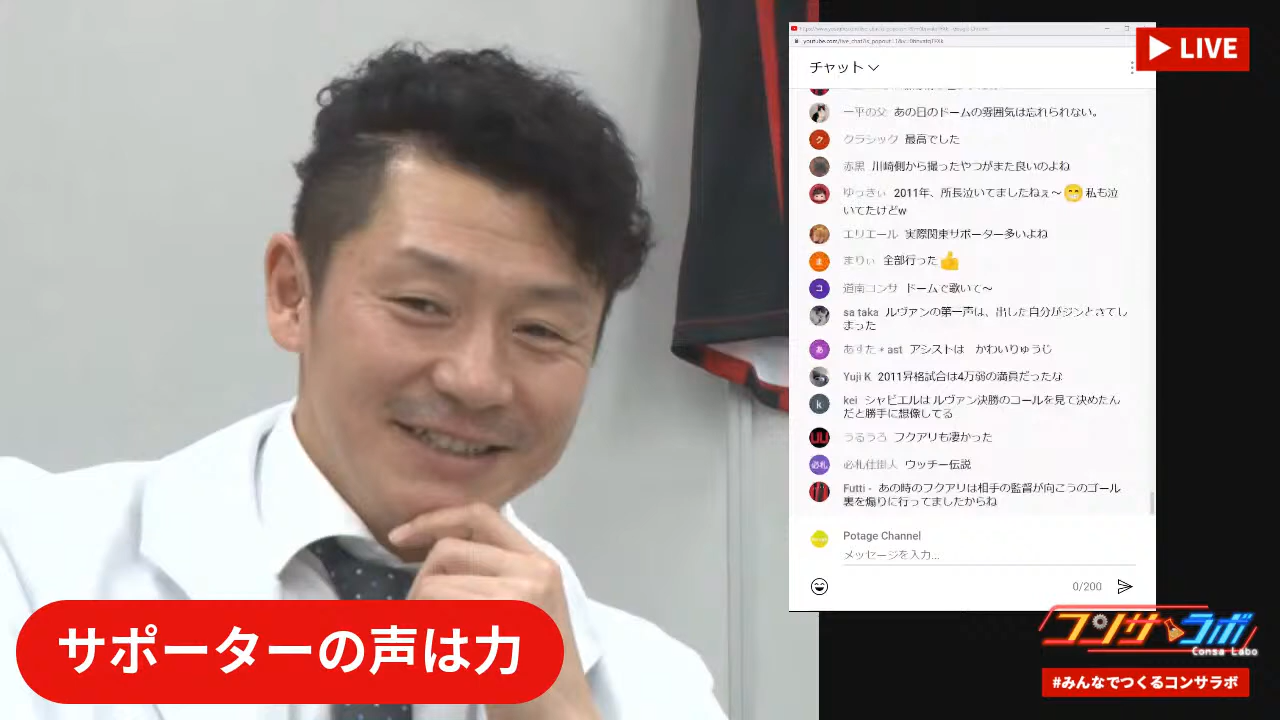 LIVE
チャット
一平の父 あの日のドームの雰囲気は忘れられない。
ク クラシック 最高でした
赤黒 川崎側から撮ったやつがまた良いのよね
ゆっきぃ 2011年、所長泣いてましたねぇ〜😁私も泣
いてたけどw
エリエール 実際関東サポーター多いよね
ま まりぃ 全部行った👍
コ 道南コンサ ドームで歌いて〜
sa taka ルヴァンの第一声は、出した自分がジンときてし
まった
あ あすた＊ast アシストは かわいりゅうじ
Yuji K 2011昇格試合は4万弱の満員だったな
k kei シャビエルは ルヴァン決勝のコールを見て決めたん
だと勝手に想像してる
うるうろ フクアリも凄かった
必札 ウッチー伝説
Futti - あの時のフクアリは相手の監督が向こうのゴール
裏を煽りに行ってましたからね
Potage Channel
メッセージを入力...
0/200
サポーターの声は力
コンサラボ
Consa Labo
#みんなでつくるコンサラボ